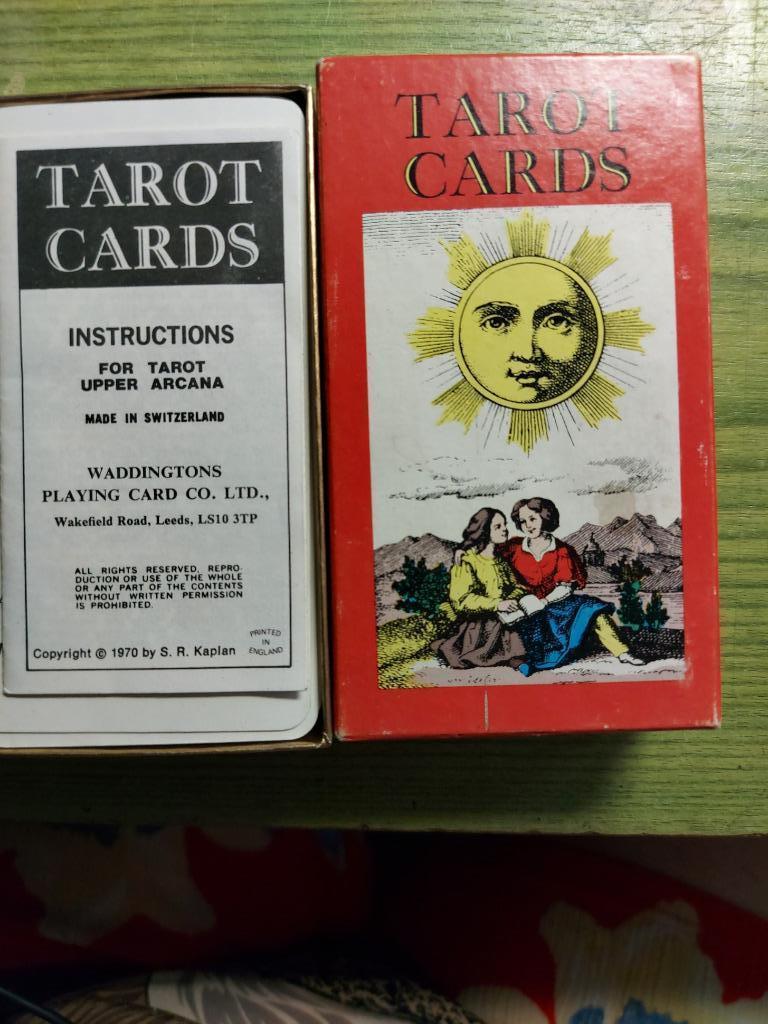 TAROT
CARDS
INSTRUCTIONS
FOR TAROT
UPPER ARCANA
MADE IN SWITZERLAND
WADDINGTONS
PLAYING CARD CO. LTD.,
Wakefield Road, Leeds, LS10 3TP
ALL RIGHTS RESERVED, REPRO-
DUCTION OR USE OF THE WHOLE
OR ANY PART OF THE CONTENTS
WITHOUT WRITTEN PERMISSION
IS PROHIBITED.
Copyright © 1970 by S. R. Kaplan
PRINTED
IN
ENGLAND
TAROT
CARDS